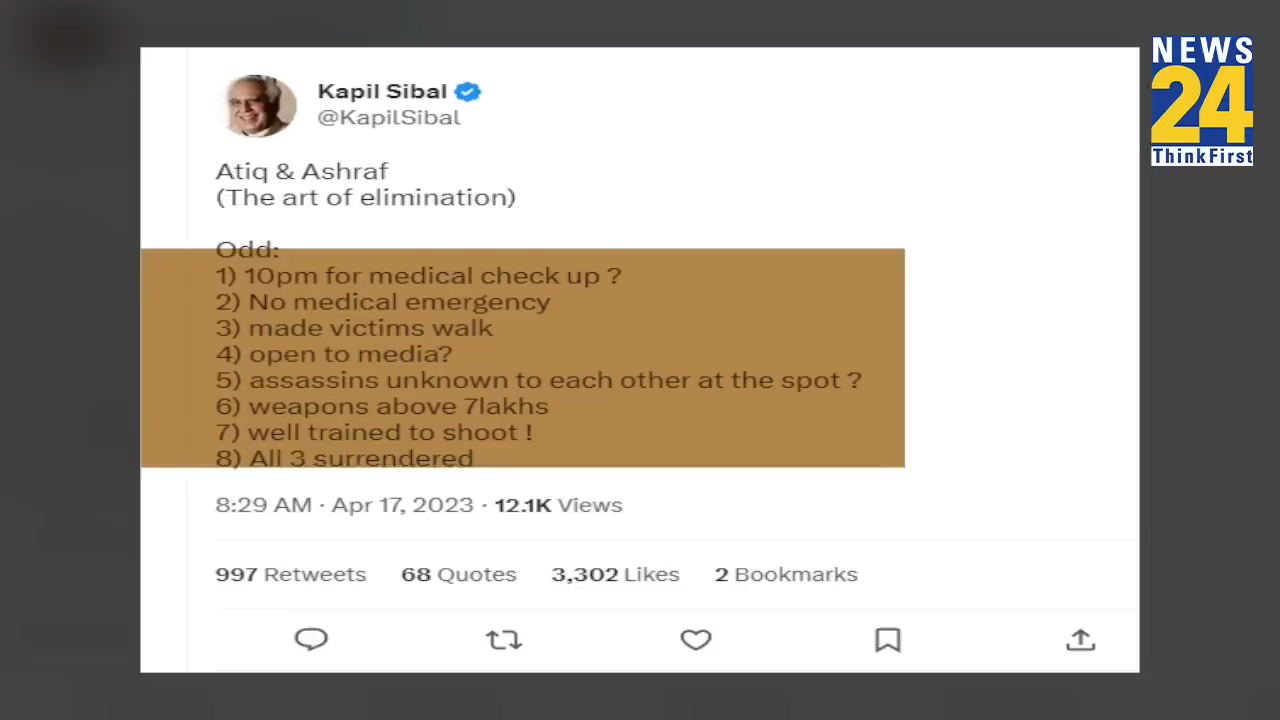 NEWS
24
ThinkFirst
Kapil Sibal
@KapilSibal
Atiq & Ashraf
(The art of elimination)
Odd:
1) 10pm for medical check up ?
2) No medical emergency
3) made victims walk
4) open to media?
5) assassins unknown to each other at the spot ?
6) weapons above 7lakhs
7) well trained to shoot !
8) All 3 surrendered
8:29 AM · Apr 17, 2023 · 12.1K Views
997 Retweets 68 Quotes 3,302 Likes 2 Bookmarks